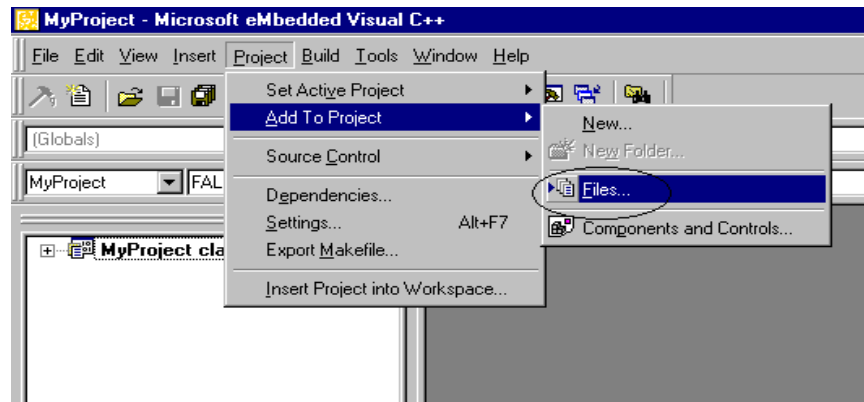 MyProject - Microsoft eMbedded Visual C++
File Edit View Insert Project Build Tools Window Help
Set Active Project
Add To Project
New...
(Globals)
New Folder...
Source Control
MyProject
FAL
Files...
Dependencies...
Settings... Alt+F7
Components and Controls...
MyProject cla
Export Makefile...
Insert Project into Workspace...